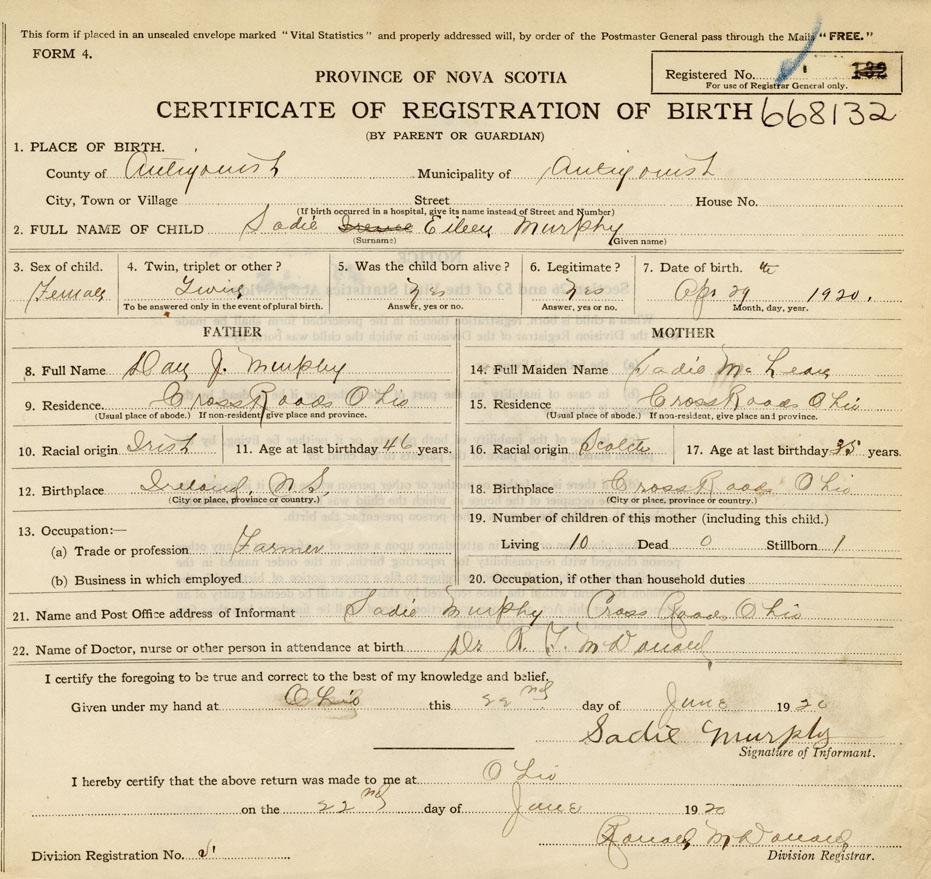 This form if placed in an unsealed envelope marked "Vital Statistics" and properly addressed will, by order of the Postmaster General pass through the Mails "FREE."
FORM 4.
PROVINCE OF NOVA SCOTIA
Registered No. 132
For use of Registrar General only.
CERTIFICATE OF REGISTRATION OF BIRTH 668132
(BY PARENT OR GUARDIAN)
1. PLACE OF BIRTH.
County of Antigonish Municipality of Antigonish
City, Town or Village Street House No.
(If birth occurred in a hospital, give its name instead of Street and Number)
2. FULL NAME OF CHILD Sadie Irene Eileen Murphy
(Surname) (Given name)
3. Sex of child. 4. Twin, triplet or other? 5. Was the child born alive? 6. Legitimate? 7. Date of birth. th
Female Twins yes yes Apr 29 1920.
To be answered only in the event of plural birth. Answer, yes or no. Answer, yes or no. Month, day, year.
FATHER MOTHER
8. Full Name Dan J. Murphy 14. Full Maiden Name Sadie McLean
9. Residence Cross Roads Ohio 15. Residence Cross Roads Ohio
(Usual place of abode.) If non-resident, give place and province. (Usual place of abode.) If non-resident, give place and province.
10. Racial origin Irish 11. Age at last birthday 46 years. 16. Racial origin Scotch 17. Age at last birthday 35 years.
12. Birthplace Ireland, N.S. 18. Birthplace Cross Roads Ohio
(City or place, province or country.) (City or place, province or country.)
13. Occupation:— 19. Number of children of this mother (including this child.)
(a) Trade or profession Farmer Living 10 Dead 0 Stillborn 1
(b) Business in which employed 20. Occupation, if other than household duties
21. Name and Post Office address of Informant Sadie Murphy Cross Roads Ohio
22. Name of Doctor, nurse or other person in attendance at birth Dr R. F. McDonald
I certify the foregoing to be true and correct to the best of my knowledge and belief,
Given under my hand at Ohio this 22nd day of June 1920
Sadie Murphy
Signature of Informant.
I hereby certify that the above return was made to me at Ohio
on the 22nd day of June 1920
Ronald McDonald
Division Registration No. Division Registrar.